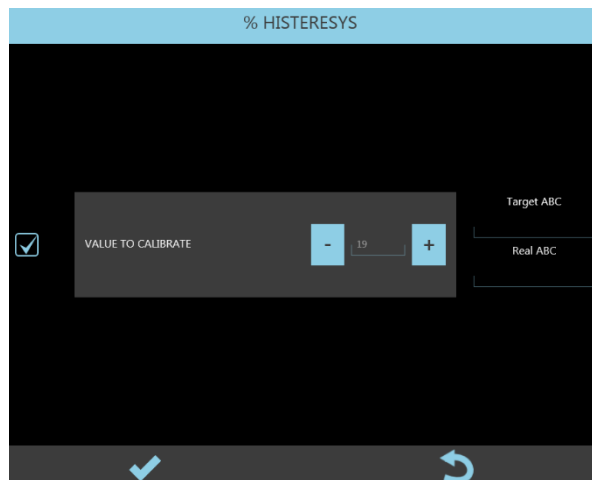 % HISTERESYS
Target ABC
VALUE TO CALIBRATE - 19 +
Real ABC